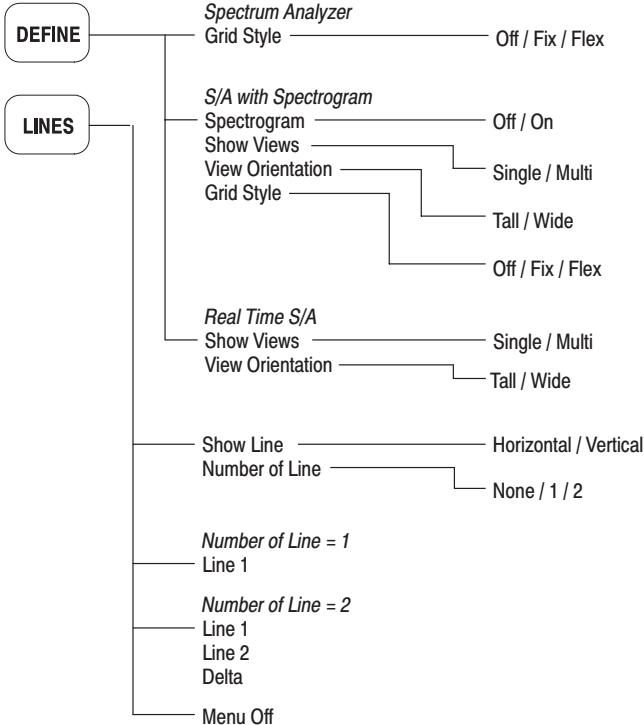 DEFINE
Spectrum Analyzer
Grid Style
Off / Fix / Flex
S/A with Spectrogram
Spectrogram
Off / On
Show Views
Single / Multi
View Orientation
Tall / Wide
Grid Style
Off / Fix / Flex
Real Time S/A
Show Views
Single / Multi
View Orientation
Tall / Wide
LINES
Show Line
Horizontal / Vertical
Number of Line
None / 1 / 2
Number of Line = 1
Line 1
Number of Line = 2
Line 1
Line 2
Delta
Menu Off